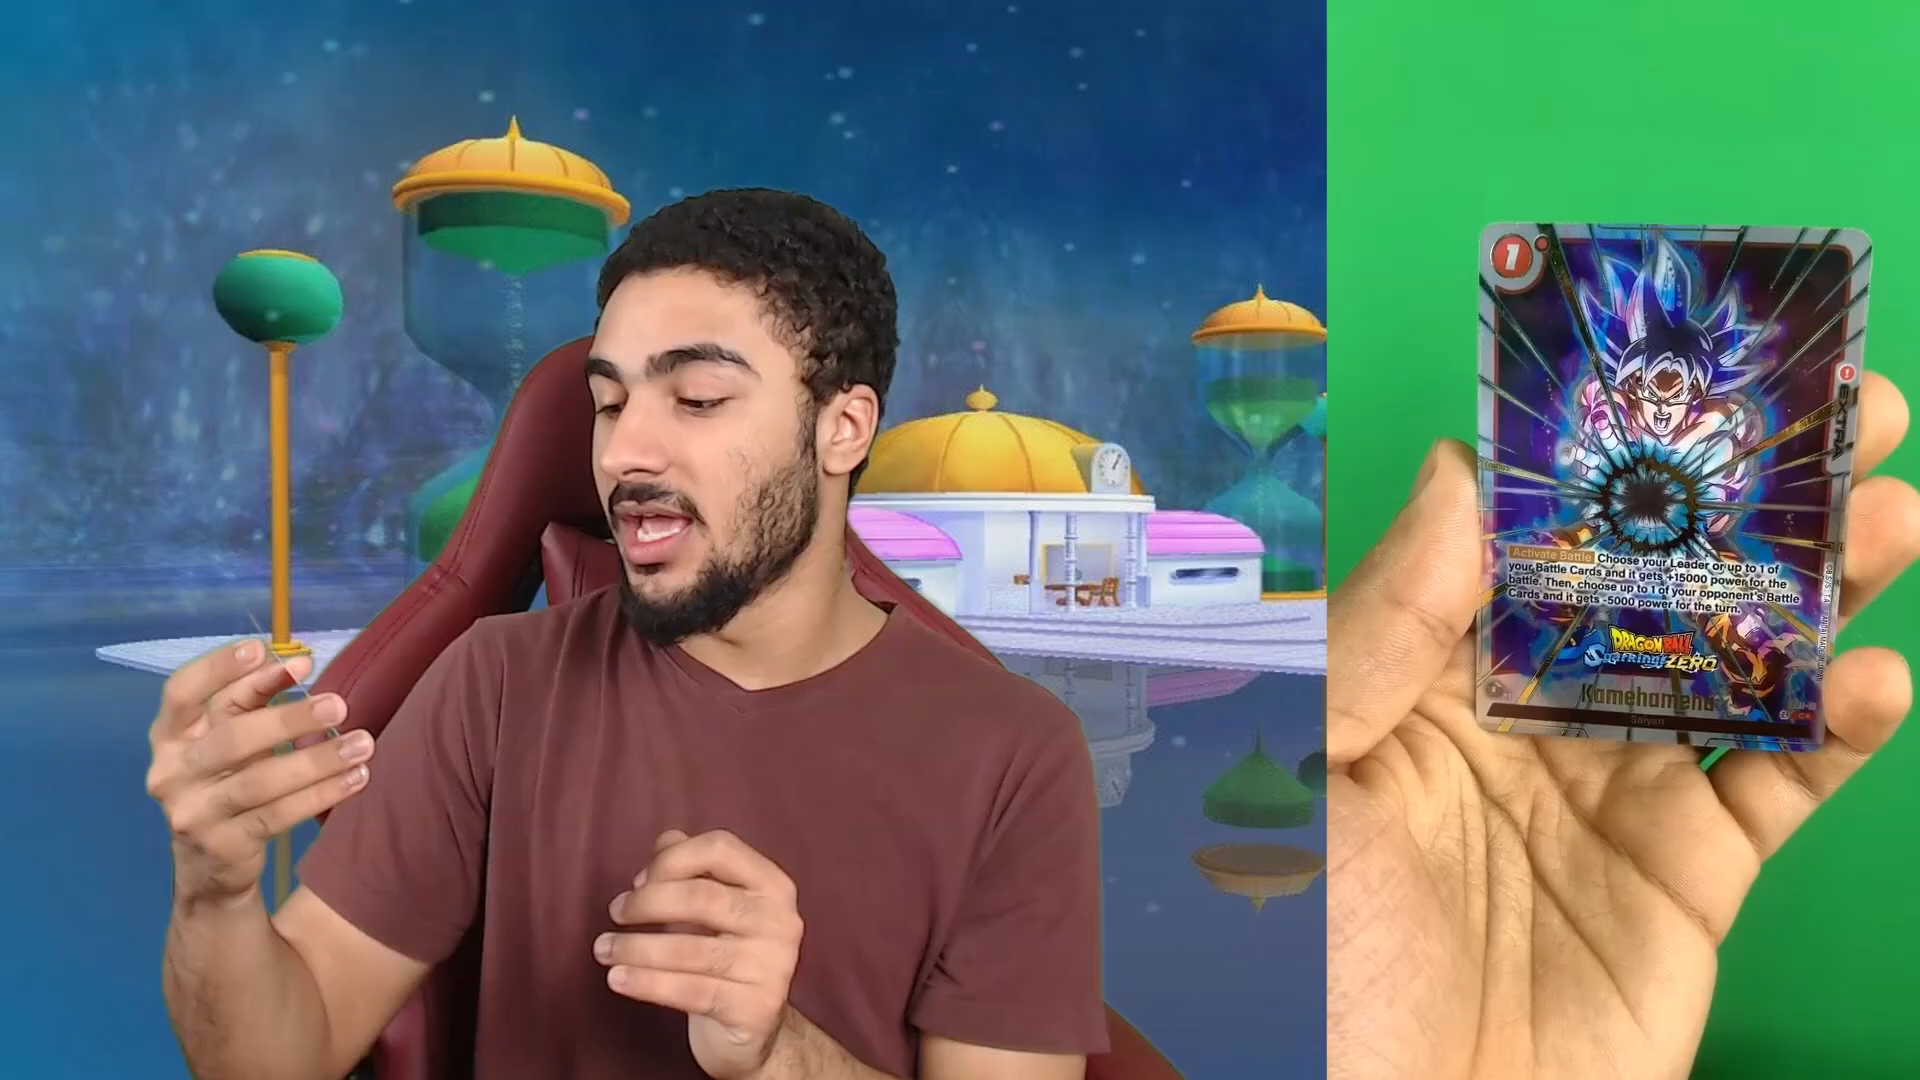 1
EXTRA
Activate Battle Choose your Leader or up to 1 of
your Battle Cards and it gets +15000 power for the
battle. Then, choose up to 1 of your opponent's Battle
Cards and it gets -5000 power for the turn.
DRAGON BALL
Sparking! ZERO
Kamehameha
Saiyan